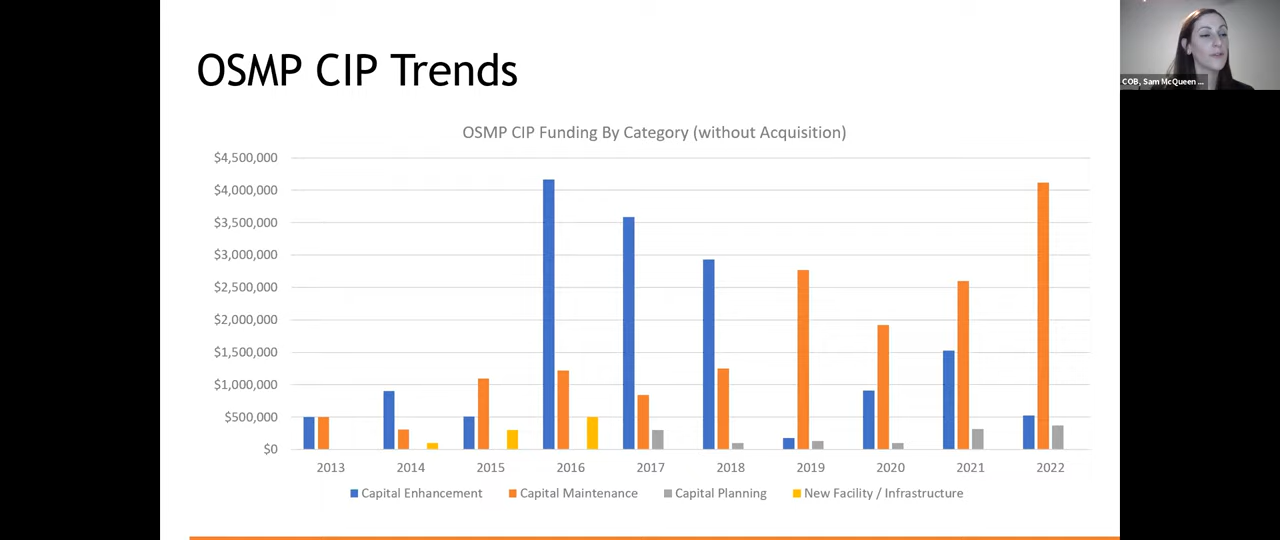 OSMP CIP Trends
COB, Sam McQueen ...
OSMP CIP Funding By Category (without Acquisition)
$4,500,000
$4,000,000
$3,500,000
$3,000,000
$2,500,000
$2,000,000
$1,500,000
$1,000,000
$500,000
$0
2013 2014 2015 2016 2017 2018 2019 2020 2021 2022
Capital Enhancement Capital Maintenance Capital Planning New Facility / Infrastructure